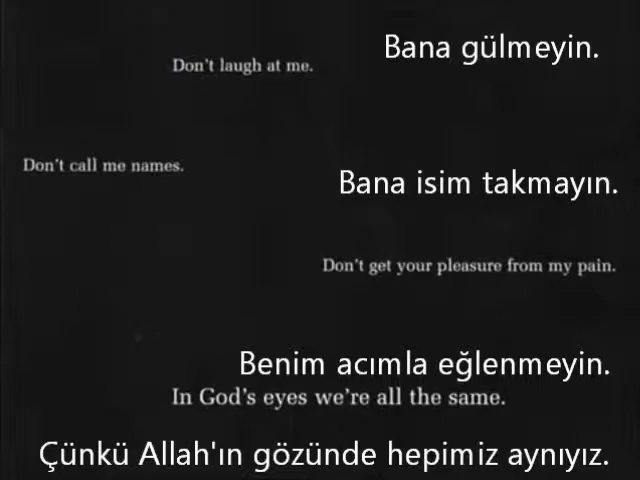 Bana gülmeyin.
Don't laugh at me.
Don't call me names.
Bana isim takmayın.
Don't get your pleasure from my pain.
Benim acımla eğlenmeyin.
In God's eyes we're all the same.
Çünkü Allah'ın gözünde hepimiz aynıyız.